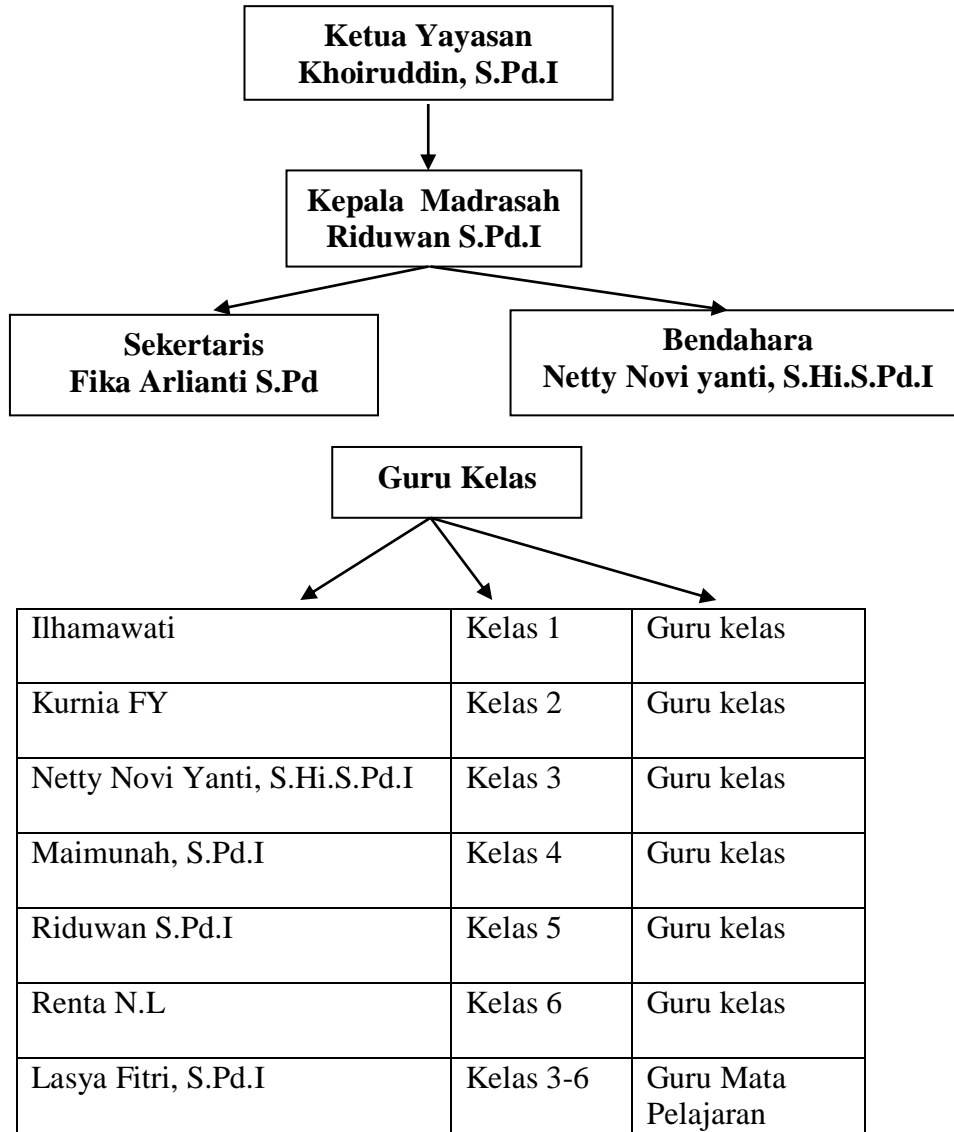 Ketua Yayasan
Khoiruddin, S.Pd.I
Kepala Madrasah
Riduwan S.Pd.I
Sekertaris
Fika Arlianti S.Pd
Bendahara
Netty Novi yanti, S.Hi.S.Pd.I
Guru Kelas
Ilhamawati Kelas 1 Guru kelas
Kurnia FY Kelas 2 Guru kelas
Netty Novi Yanti, S.Hi.S.Pd.I Kelas 3 Guru kelas
Maimunah, S.Pd.I Kelas 4 Guru kelas
Riduwan S.Pd.I Kelas 5 Guru kelas
Renta N.L Kelas 6 Guru kelas
Lasya Fitri, S.Pd.I Kelas 3-6 Guru Mata
Pelajaran